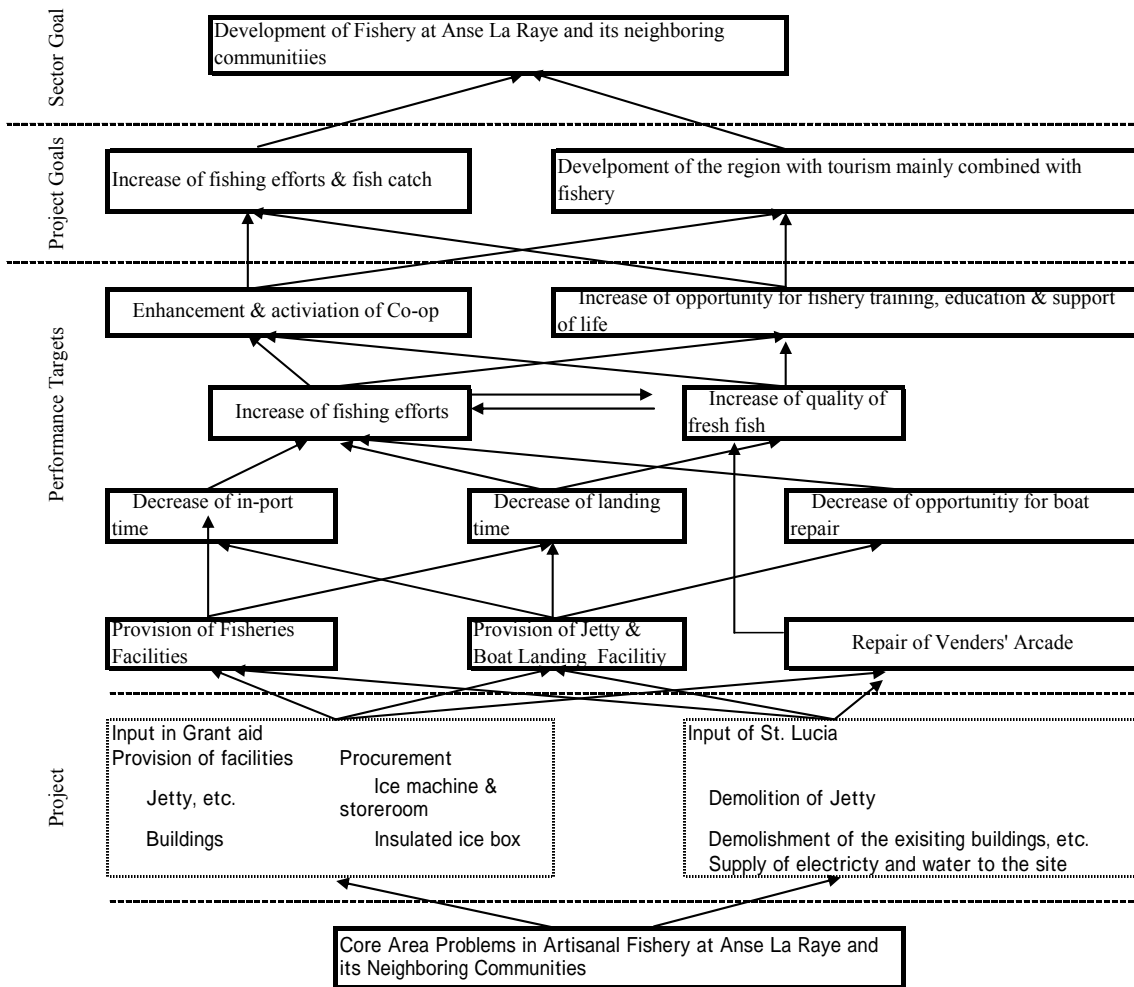 Sector Goal
Development of Fishery at Anse La Raye and its neighboring
communitiies
Project Goals
Increase of fishing efforts & fish catch
Develpoment of the region with tourism mainly combined with
fishery
Performance Targets
Enhancement & activiation of Co-op
Increase of opportunity for fishery training, education & support
of life
Increase of fishing efforts
Increase of quality of
fresh fish
Decrease of in-port
time
Decrease of landing
time
Decrease of opportunitiy for boat
repair
Provision of Fisheries
Facilities
Provision of Jetty &
Boat Landing Facilitiy
Repair of Venders' Arcade
Project
Input in Grant aid
Provision of facilities
Jetty, etc.
Buildings
Procurement
Ice machine &
storeroom
Insulated ice box
Input of St. Lucia
Demolition of Jetty
Demolishment of the exisiting buildings, etc.
Supply of electricty and water to the site
Core Area Problems in Artisanal Fishery at Anse La Raye and
its Neighboring Communities